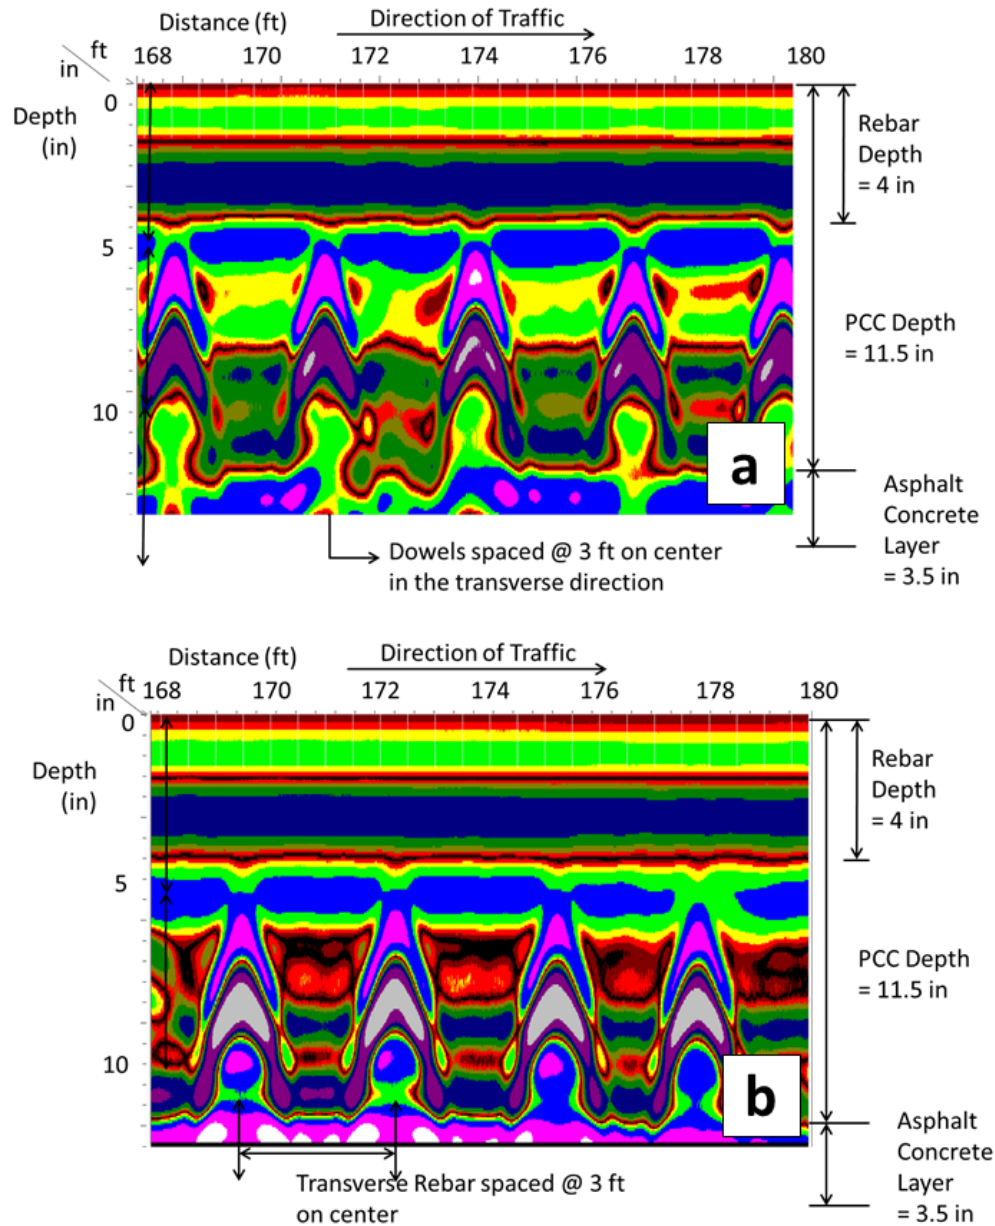 Distance (ft)
Direction of Traffic
ft
in
168
170
172
174
176
178
180
Depth
(in)
0
5
10
Rebar
Depth
= 4 in
PCC Depth
= 11.5 in
a
Asphalt
Concrete
Layer
= 3.5 in
Dowels spaced @ 3 ft on center
in the transverse direction
Distance (ft)
Direction of Traffic
ft
in
168
170
172
174
176
178
180
0
Depth
(in)
5
10
Rebar
Depth
= 4 in
PCC Depth
= 11.5 in
b
Asphalt
Concrete
Layer
= 3.5 in
Transverse Rebar spaced @ 3 ft
on center